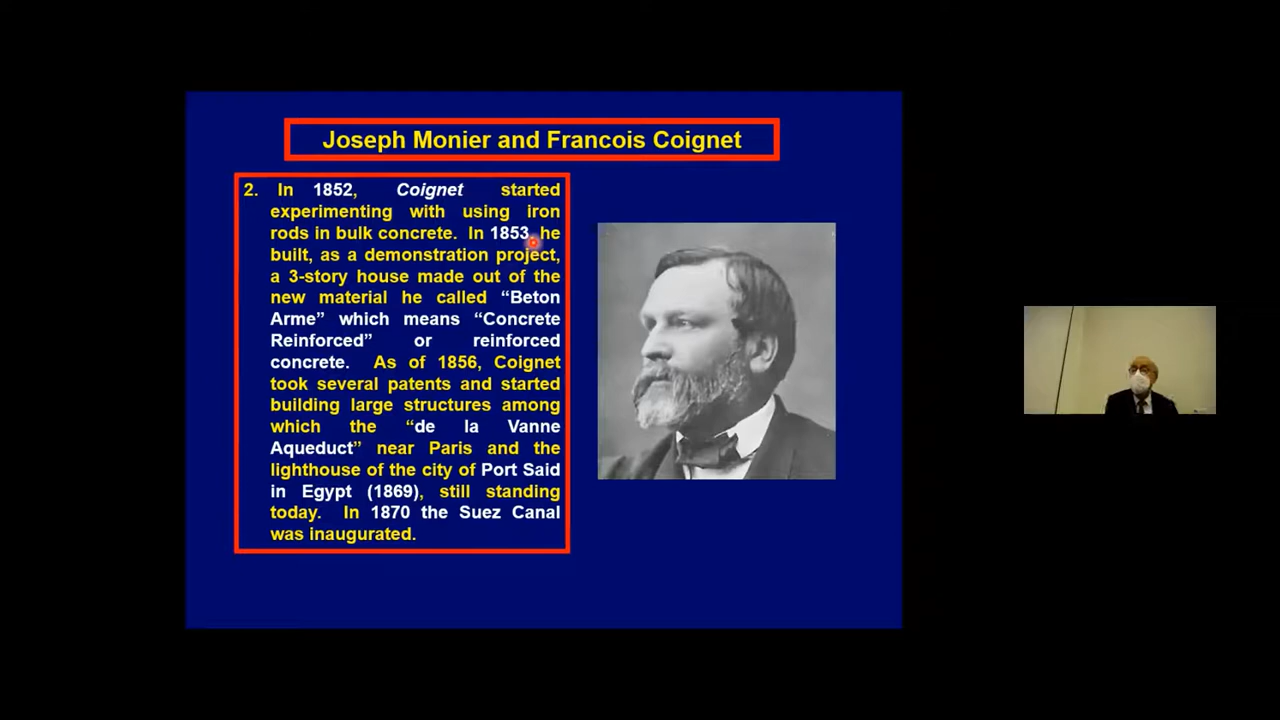 Joseph Monier and Francois Coignet
2. In 1852, Coignet started
experimenting with using iron
rods in bulk concrete. In 1853, he
built, as a demonstration project,
a 3-story house made out of the
new material he called “Beton
Arme” which means “Concrete
Reinforced” or reinforced
concrete. As of 1856, Coignet
took several patents and started
building large structures among
which the “de la Vanne
Aqueduct” near Paris and the
lighthouse of the city of Port Said
in Egypt (1869), still standing
today. In 1870 the Suez Canal
was inaugurated.